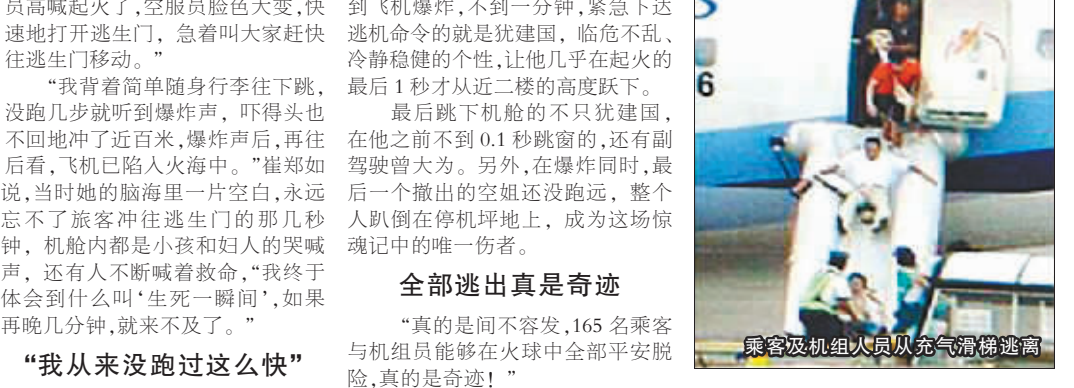 员高喊起火了,空服员脸色大变,快
速地打开逃生门，急着叫大家赶快
往逃生门移动。”
“我背着简单随身行李往下跳，
没跑几步就听到爆炸声，吓得头也
不回地冲了近百米,爆炸声后,再往
后看,飞机已陷入火海中。”崔郑如
说,当时她的脑海里一片空白,永远
忘不了旅客冲往逃生门的那几秒
钟，机舱内都是小孩和妇人的哭喊
声，还有人不断喊着救命,“我终于
体会到什么叫‘生死一瞬间’,如果
再晚几分钟,就来不及了。”
“我从来没跑过这么快”
到飞机爆炸,不到一分钟,紧急下达
逃机命令的就是犹建国，临危不乱、
冷静稳健的个性,让他几乎在起火的
最后1秒才从近二楼的高度跃下。
最后跳下机舱的不只犹建国，
在他之前不到0.1秒跳窗的,还有副
驾驶曾大为。另外,在爆炸同时,最
后一个撤出的空姐还没跑远，整个
人趴倒在停机坪地上，成为这场惊
魂记中的唯一伤者。
全部逃出真是奇迹
“真的是间不容发,165名乘客
与机组员能够在火球中全部平安脱
险,真的是奇迹！”
6
乘客及机组人员从充气滑梯逃离